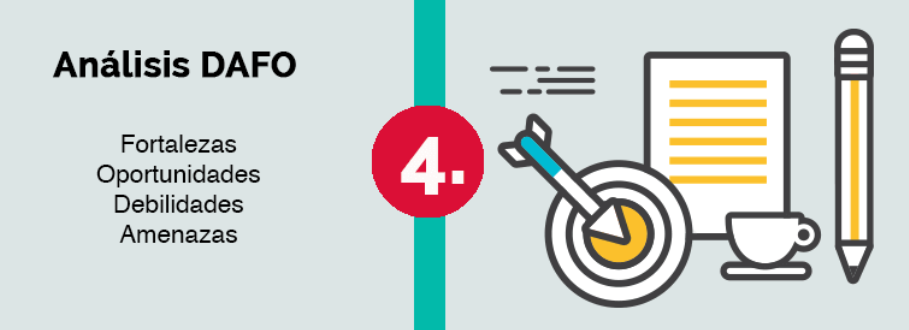 Análisis DAFO
Fortalezas
Oportunidades
Debilidades
Amenazas
4.